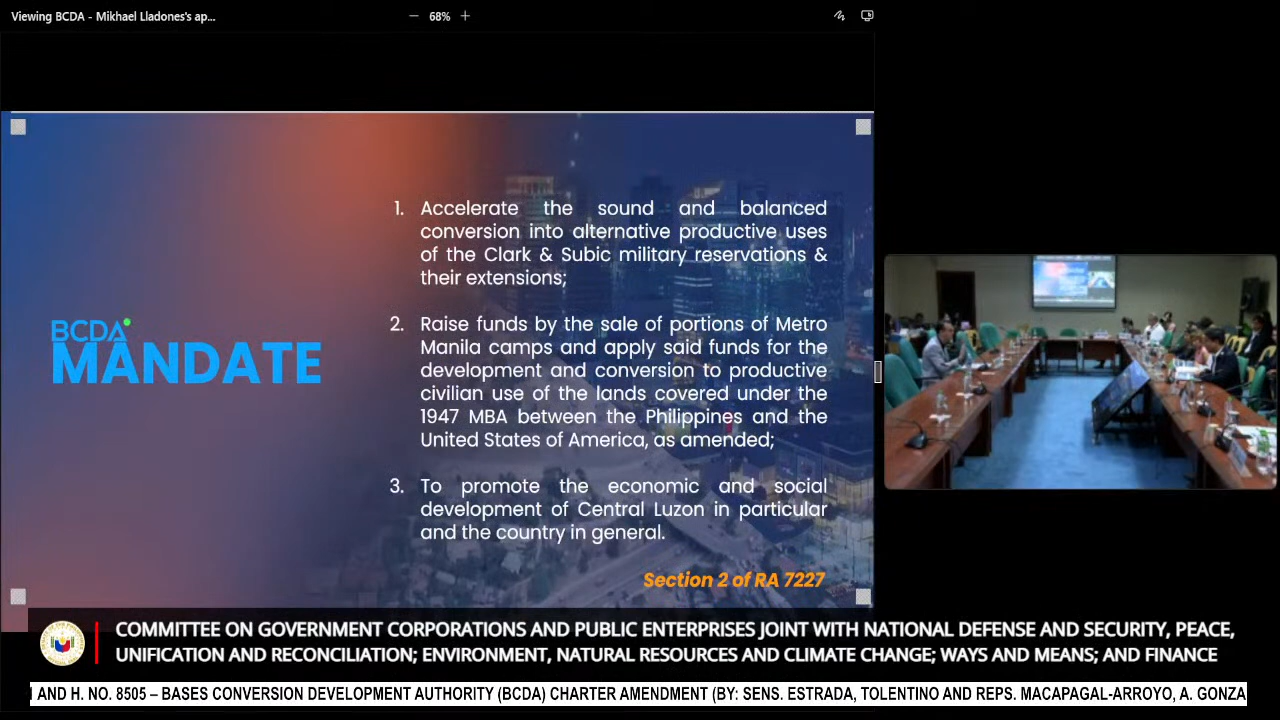 Viewing BCDA - Mikhael Lladones's ap...
68%
BCDA
MANDATE
1. Accelerate the sound and balanced
conversion into alternative productive uses
of the Clark & Subic military reservations &
their extensions;
2. Raise funds by the sale of portions of Metro
Manila camps and apply said funds for the
development and conversion to productive
civilian use of the lands covered under the
1947 MBA between the Philippines and the
United States of America, as amended;
3. To promote the economic and social
development of Central Luzon in particular
and the country in general.
Section 2 of RA 7227
COMMITTEE ON GOVERNMENT CORPORATIONS AND PUBLIC ENTERPRISES JOINT WITH NATIONAL DEFENSE AND SECURITY, PEACE,
UNIFICATION AND RECONCILIATION; ENVIRONMENT, NATURAL RESOURCES AND CLIMATE CHANGE; WAYS AND MEANS; AND FINANCE
AND H. NO. 8505 – BASES CONVERSION DEVELOPMENT AUTHORITY (BCDA) CHARTER AMENDMENT (BY: SENS. ESTRADA, TOLENTINO AND REPS. MACAPAGAL-ARROYO, A. GONZA